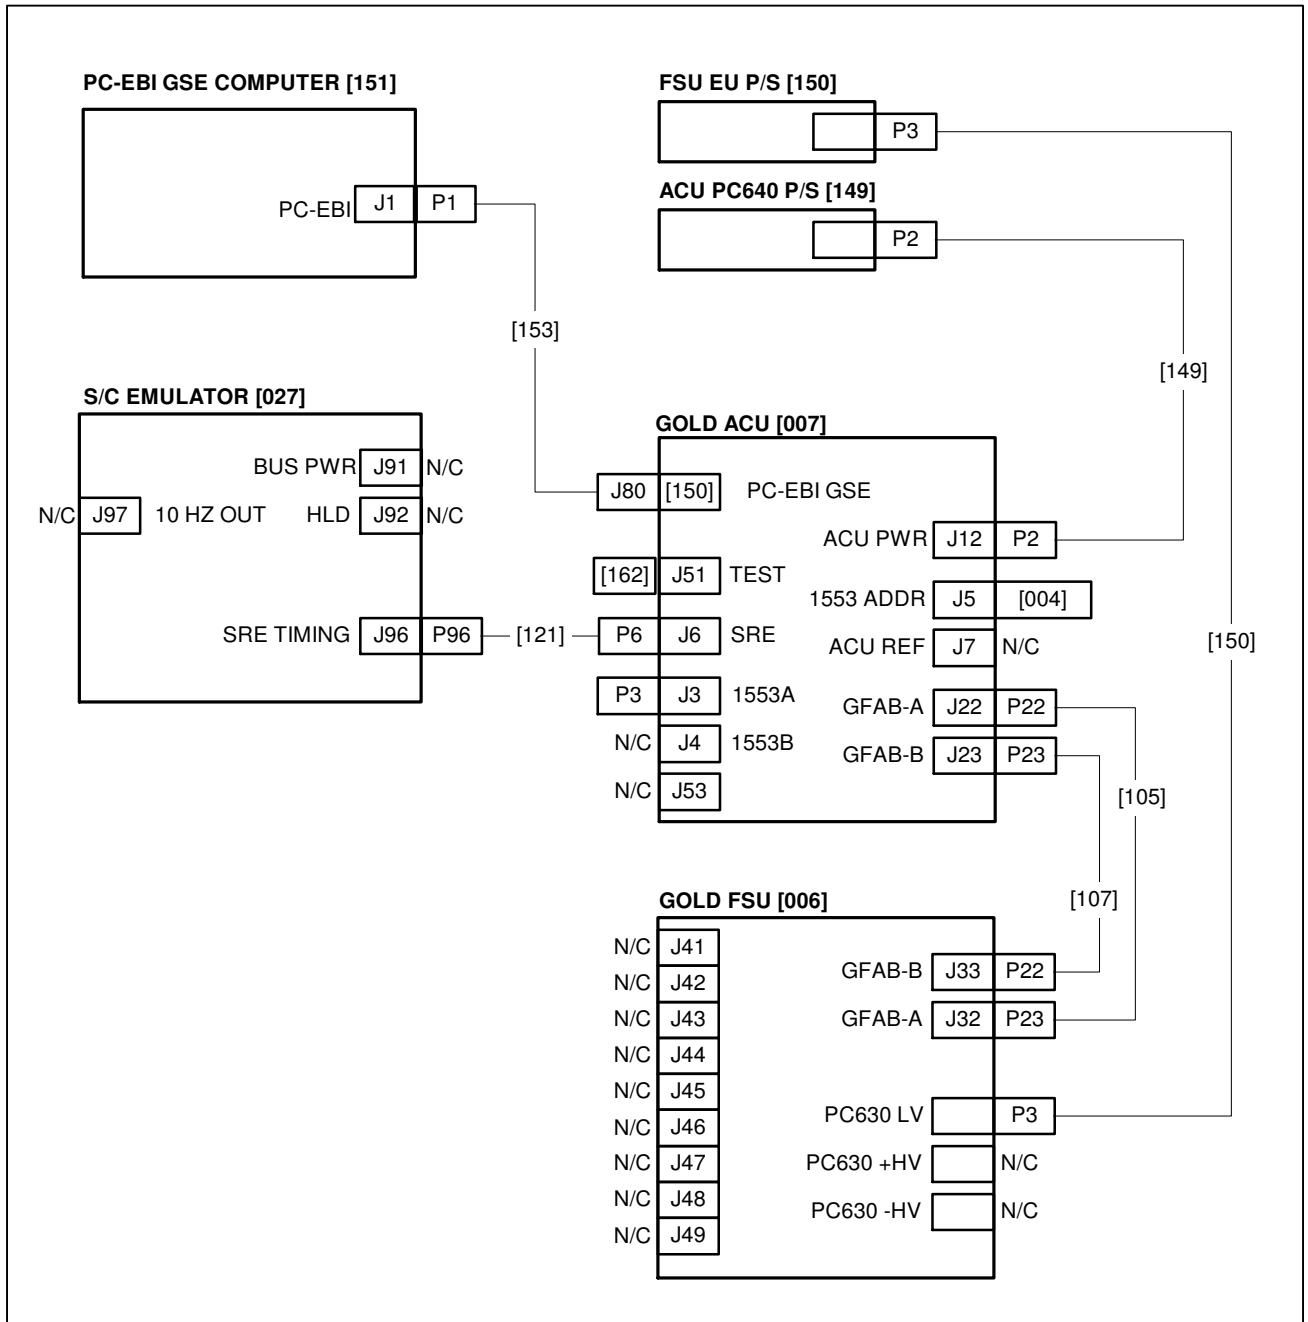 PC-EBI GSE COMPUTER [151]
PC-EBI J1 P1
FSU EU P/S [150]
P3
ACU PC640 P/S [149]
P2
[153]
[149]
[150]
S/C EMULATOR [027]
BUS PWR J91 N/C
N/C J97 10 HZ OUT HLD J92 N/C
SRE TIMING J96 P96 [121]
GOLD ACU [007]
J80 [150] PC-EBI GSE
ACU PWR J12 P2
[162] J51 TEST
1553 ADDR J5 [004]
P6 J6 SRE
ACU REF J7 N/C
P3 J3 1553A
GFAB-A J22 P22
N/C J4 1553B
GFAB-B J23 P23
N/C J53
[105]
[107]
GOLD FSU [006]
N/C J41
N/C J42
N/C J43
N/C J44
N/C J45
N/C J46
N/C J47
N/C J48
N/C J49
GFAB-B J33 P22
GFAB-A J32 P23
PC630 LV P3
PC630 +HV N/C
PC630 -HV N/C